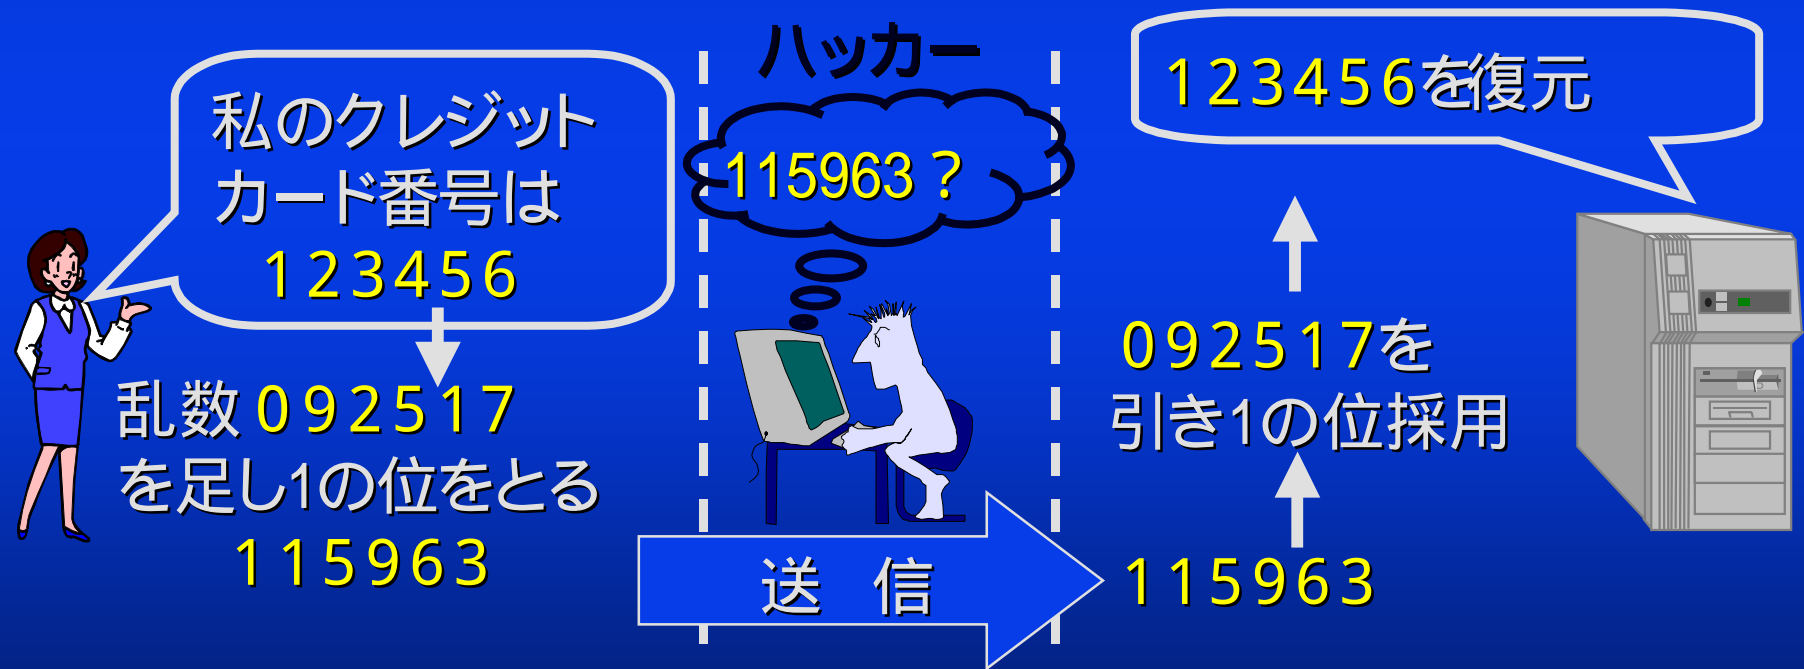 私のクレジット
カード番号は
１２３４５６
乱数０９２５１７
を足し1の位をとる
１１５９６３
ハッカー
115963？
送　信
１２３４５６を復元
０９２５１７を
引き1の位採用
１１５９６３